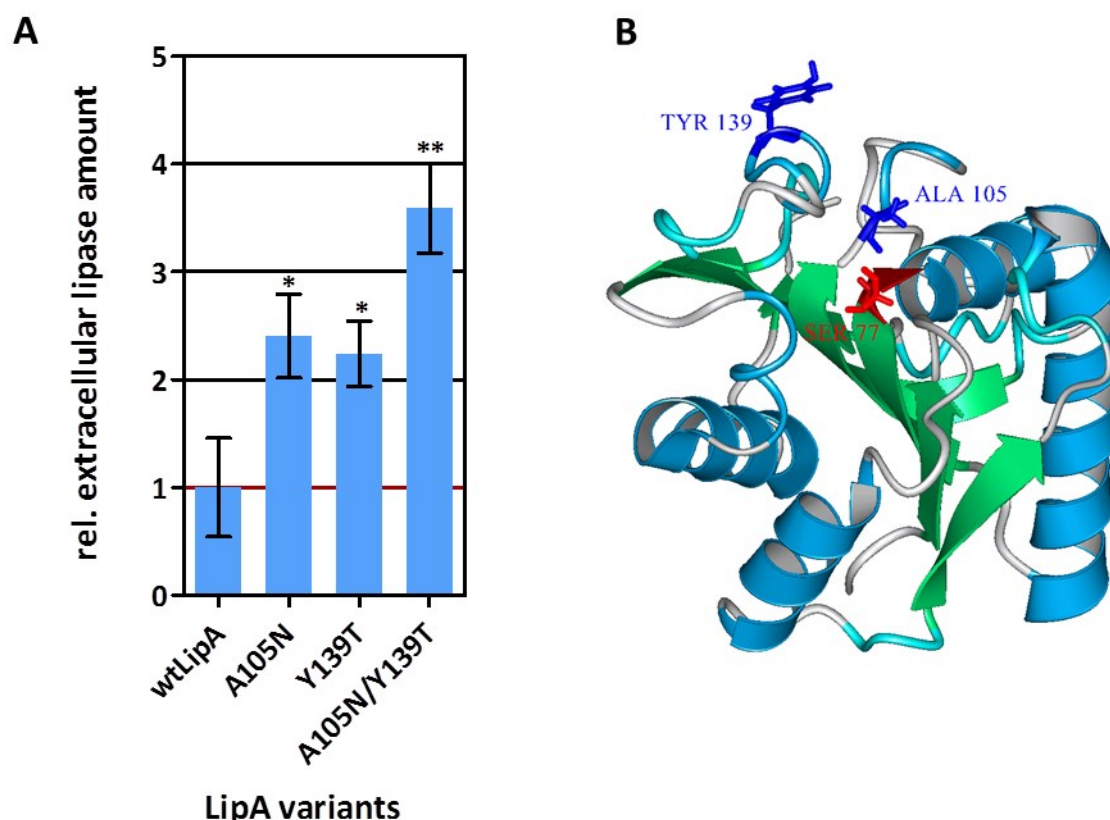 A
B
rel. extracellular lipase amount
5
4
3
2
1
0
*
*
**
wtLipA
A105N
Y139T
A105N/Y139T
LipA variants
TYR 139
ALA 105
SER 77